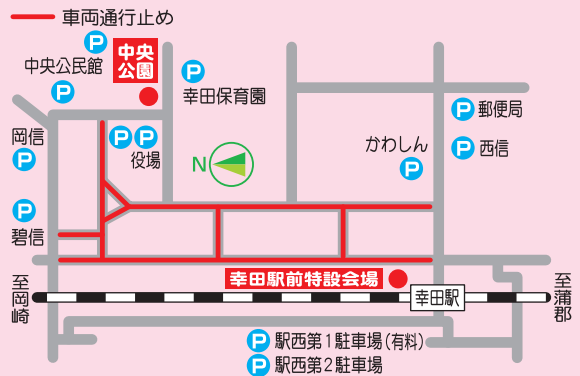 車両通行止め
P
中央公民館
中央
公園
P
P
幸田保育園
P
郵便局
岡信
P
P P
役場
N
かわしん
P
P
西信
P
碧信
幸田駅前特設会場
至岡崎
幸田駅
至蒲郡
P 駅西第1駐車場(有料)
P 駅西第2駐車場